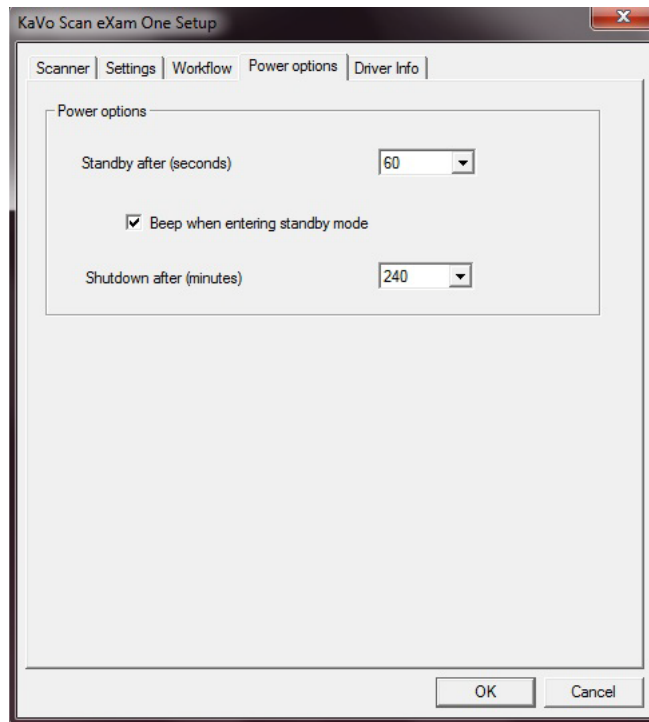 KaVo Scan eXam One Setup
Scanner Settings Workflow Power options Driver Info
Power options
Standby after (seconds) 60
Beep when entering standby mode
Shutdown after (minutes) 240
OK Cancel